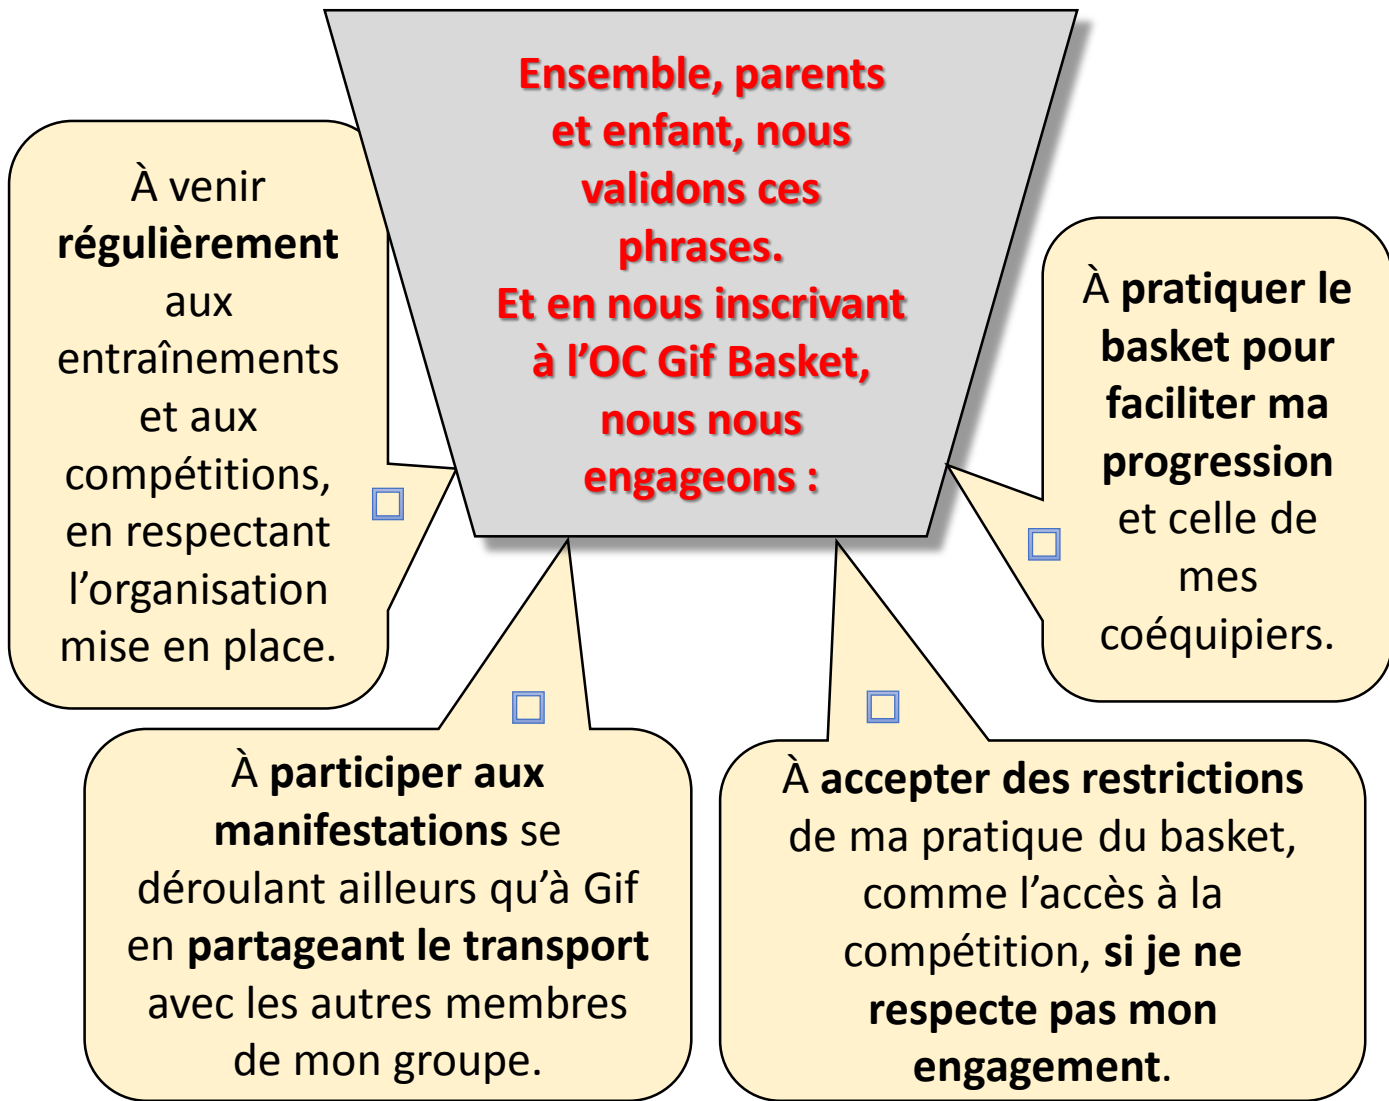 Ensemble, parents
et enfant, nous
validons ces
phrases.
Et en nous inscrivant
à l’OC Gif Basket,
nous nous
engageons :
À venir
régulièrement
aux
entraînements
et aux
compétitions,
en respectant
l’organisation
mise en place.
À participer aux
manifestations se
déroulant ailleurs qu’à Gif
en partageant le transport
avec les autres membres
de mon groupe.
À accepter des restrictions
de ma pratique du basket,
comme l’accès à la
compétition, si je ne
respecte pas mon
engagement.
À pratiquer le
basket pour
faciliter ma
progression
et celle de
mes
coéquipiers.